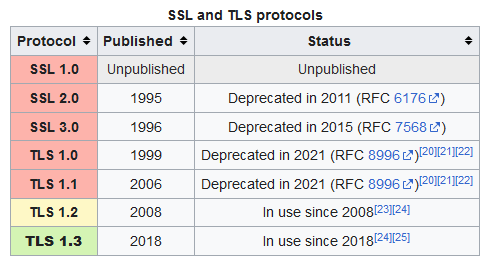 SSL and TLS protocols
Protocol Published Status
SSL 1.0 Unpublished Unpublished
SSL 2.0 1995 Deprecated in 2011 (RFC 6176)
SSL 3.0 1996 Deprecated in 2015 (RFC 7568)
TLS 1.0 1999 Deprecated in 2021 (RFC 8996)[20][21][22]
TLS 1.1 2006 Deprecated in 2021 (RFC 8996)[20][21][22]
TLS 1.2 2008 In use since 2008[23][24]
TLS 1.3 2018 In use since 2018[24][25]